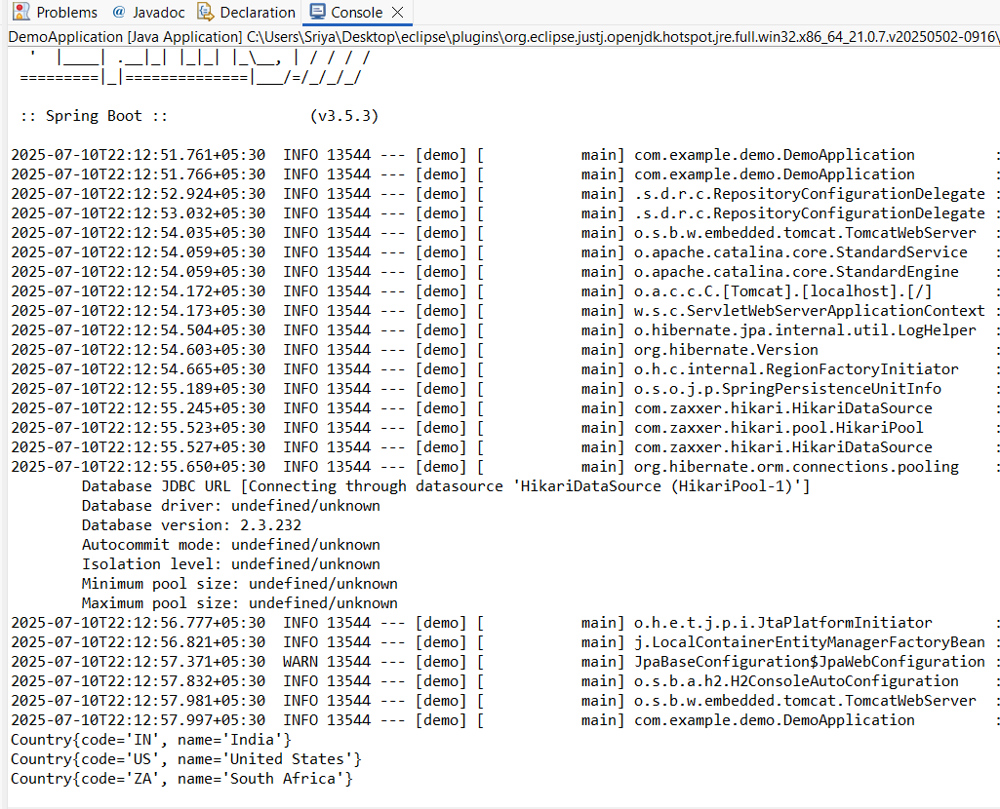 Problems @ Javadoc Declaration Console
DemoApplication [Java Application] C:\Users\Sriya\Desktop\eclipse\plugins\org.eclipse.justj.openjdk.hotspot.jre.full.win32.x86_64_21.0.7.v20250502-0916\
  '  |____| .__|_| |_|_| |_\__, | / / / /
 =========|_|==============|___/=/_/_/_/

 :: Spring Boot ::                (v3.5.3)

2025-07-10T22:12:51.761+05:30  INFO 13544 --- [demo] [           main] com.example.demo.DemoApplication         :
2025-07-10T22:12:51.766+05:30  INFO 13544 --- [demo] [           main] com.example.demo.DemoApplication         :
2025-07-10T22:12:52.924+05:30  INFO 13544 --- [demo] [           main] .s.d.r.c.RepositoryConfigurationDelegate :
2025-07-10T22:12:53.032+05:30  INFO 13544 --- [demo] [           main] .s.d.r.c.RepositoryConfigurationDelegate :
2025-07-10T22:12:54.035+05:30  INFO 13544 --- [demo] [           main] o.s.b.w.embedded.tomcat.TomcatWebServer  :
2025-07-10T22:12:54.059+05:30  INFO 13544 --- [demo] [           main] o.apache.catalina.core.StandardService   :
2025-07-10T22:12:54.059+05:30  INFO 13544 --- [demo] [           main] o.apache.catalina.core.StandardEngine    :
2025-07-10T22:12:54.172+05:30  INFO 13544 --- [demo] [           main] o.a.c.c.C.[Tomcat].[localhost].[/]       :
2025-07-10T22:12:54.173+05:30  INFO 13544 --- [demo] [           main] w.s.c.ServletWebServerApplicationContext :
2025-07-10T22:12:54.504+05:30  INFO 13544 --- [demo] [           main] o.hibernate.jpa.internal.util.LogHelper  :
2025-07-10T22:12:54.603+05:30  INFO 13544 --- [demo] [           main] org.hibernate.Version                    :
2025-07-10T22:12:54.665+05:30  INFO 13544 --- [demo] [           main] o.h.c.internal.RegionFactoryInitiator    :
2025-07-10T22:12:55.189+05:30  INFO 13544 --- [demo] [           main] o.s.o.j.p.SpringPersistenceUnitInfo      :
2025-07-10T22:12:55.245+05:30  INFO 13544 --- [demo] [           main] com.zaxxer.hikari.HikariDataSource       :
2025-07-10T22:12:55.523+05:30  INFO 13544 --- [demo] [           main] com.zaxxer.hikari.pool.HikariPool        :
2025-07-10T22:12:55.527+05:30  INFO 13544 --- [demo] [           main] com.zaxxer.hikari.HikariDataSource       :
2025-07-10T22:12:55.650+05:30  INFO 13544 --- [demo] [           main] org.hibernate.orm.connections.pooling    :
        Database JDBC URL [Connecting through datasource 'HikariDataSource (HikariPool-1)']
        Database driver: undefined/unknown
        Database version: 2.3.232
        Autocommit mode: undefined/unknown
        Isolation level: undefined/unknown
        Minimum pool size: undefined/unknown
        Maximum pool size: undefined/unknown
2025-07-10T22:12:56.777+05:30  INFO 13544 --- [demo] [           main] o.h.e.t.j.p.i.JtaPlatformInitiator       :
2025-07-10T22:12:56.821+05:30  INFO 13544 --- [demo] [           main] j.LocalContainerEntityManagerFactoryBean :
2025-07-10T22:12:57.371+05:30  WARN 13544 --- [demo] [           main] JpaBaseConfiguration$JpaWebConfiguration :
2025-07-10T22:12:57.832+05:30  INFO 13544 --- [demo] [           main] o.s.b.a.h2.H2ConsoleAutoConfiguration    :
2025-07-10T22:12:57.981+05:30  INFO 13544 --- [demo] [           main] o.s.b.w.embedded.tomcat.TomcatWebServer  :
2025-07-10T22:12:57.997+05:30  INFO 13544 --- [demo] [           main] com.example.demo.DemoApplication         :
Country{code='IN', name='India'}
Country{code='US', name='United States'}
Country{code='ZA', name='South Africa'}